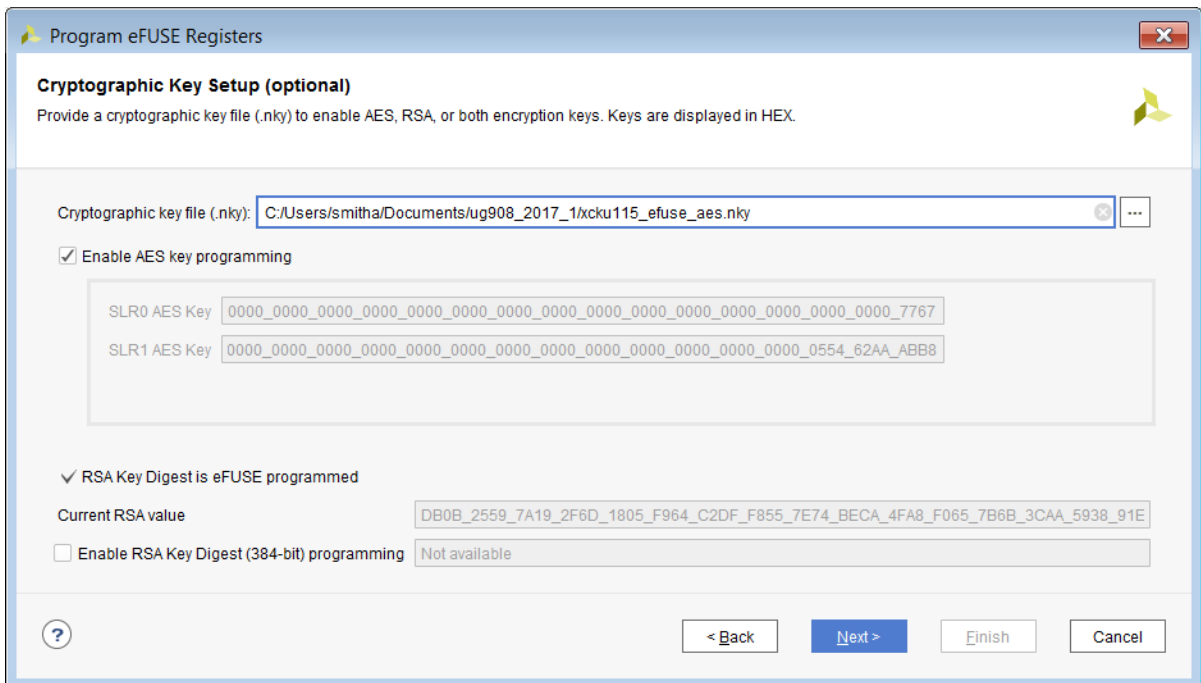 Program eFUSE Registers
Cryptographic Key Setup (optional)
Provide a cryptographic key file (.nky) to enable AES, RSA, or both encryption keys. Keys are displayed in HEX.
Cryptographic key file (.nky): C:/Users/smitha/Documents/ug908_2017_1/xcku115_efuse_aes.nky ...
Enable AES key programming
SLR0 AES Key 0000_0000_0000_0000_0000_0000_0000_0000_0000_0000_0000_0000_0000_0000_0000_7767
SLR1 AES Key 0000_0000_0000_0000_0000_0000_0000_0000_0000_0000_0000_0000_0000_0554_62AA_ABB8
RSA Key Digest is eFUSE programmed
Current RSA value DB0B_2559_7A19_2F6D_1805_F964_C2DF_F855_7E74_BECA_4FA8_F065_7B6B_3CAA_5938_91E
Enable RSA Key Digest (384-bit) programming Not available
? < Back Next > Finish Cancel